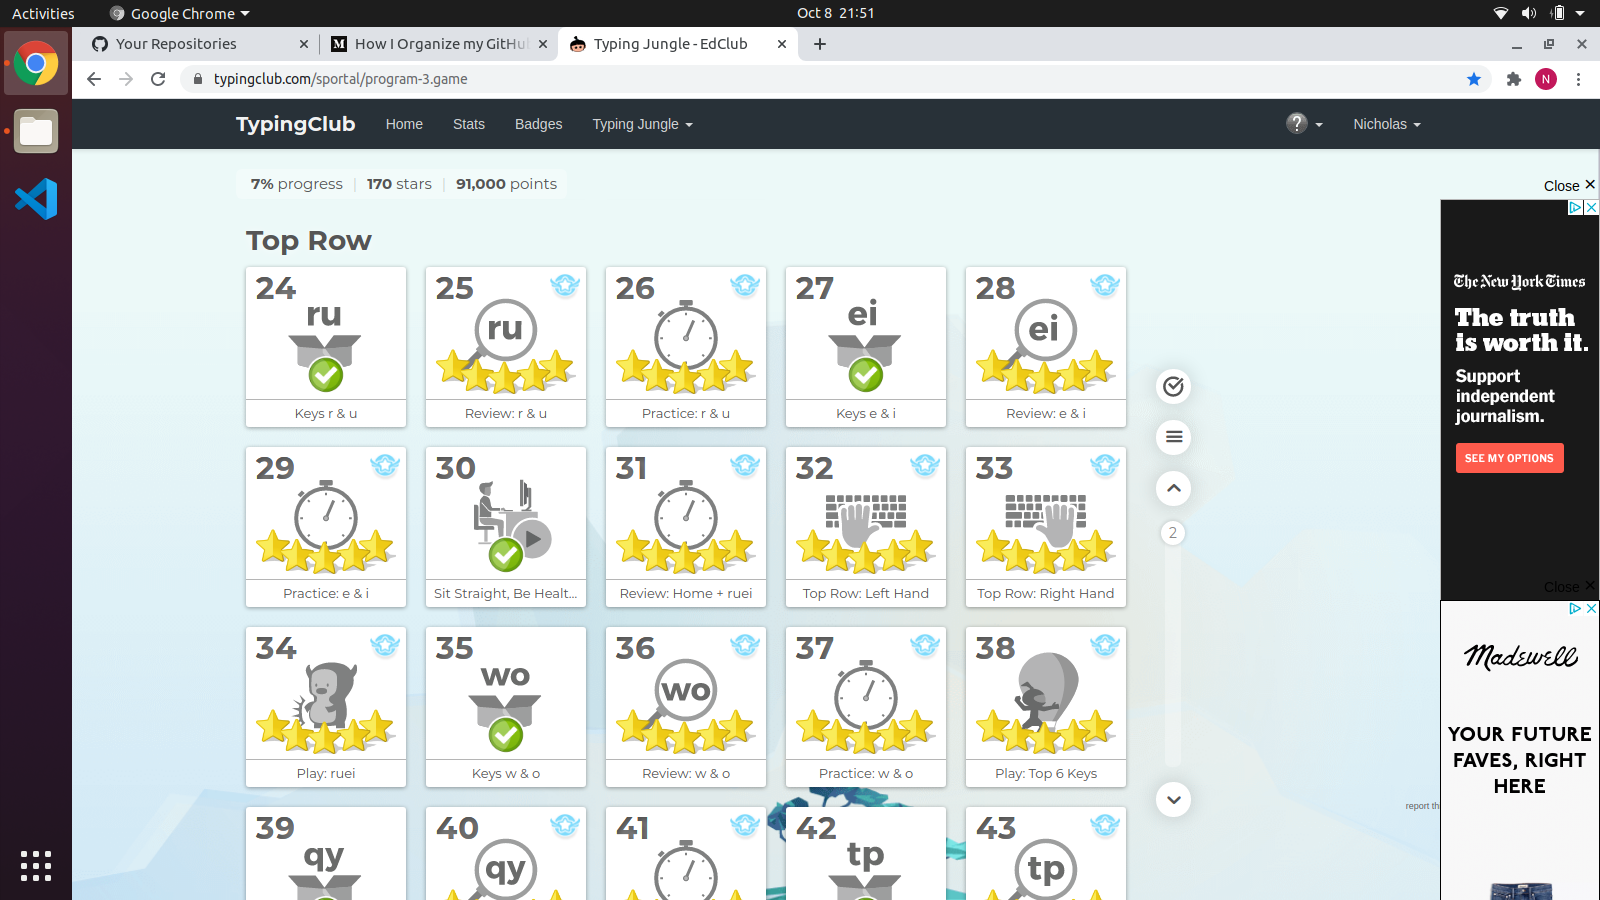 Activities
Google Chrome
Oct 8 21:51
Your Repositories
How I Organize my GitHu
Typing Jungle - EdClub
typingclub.com/sportal/program-3.game
N
TypingClub
Home
Stats
Badges
Typing Jungle
?
Nicholas
7% progress | 170 stars | 91,000 points
Close ×
Top Row
24
ru
Keys r & u
25
ru
Review: r & u
26
Practice: r & u
27
ei
Keys e & i
28
ei
Review: e & i
29
Practice: e & i
30
Sit Straight, Be Healt...
31
Review: Home + ruei
32
Top Row: Left Hand
33
Top Row: Right Hand
34
Play: ruei
35
wo
Keys w & o
36
wo
Review: w & o
37
Practice: w & o
38
Play: Top 6 Keys
39
qy
40
qy
41
42
tp
43
tp
2
The New York Times
The truth
is worth it.
Support
independent
journalism.
SEE MY OPTIONS
Close ×
Madewell
YOUR FUTURE
FAVES, RIGHT
HERE
report th